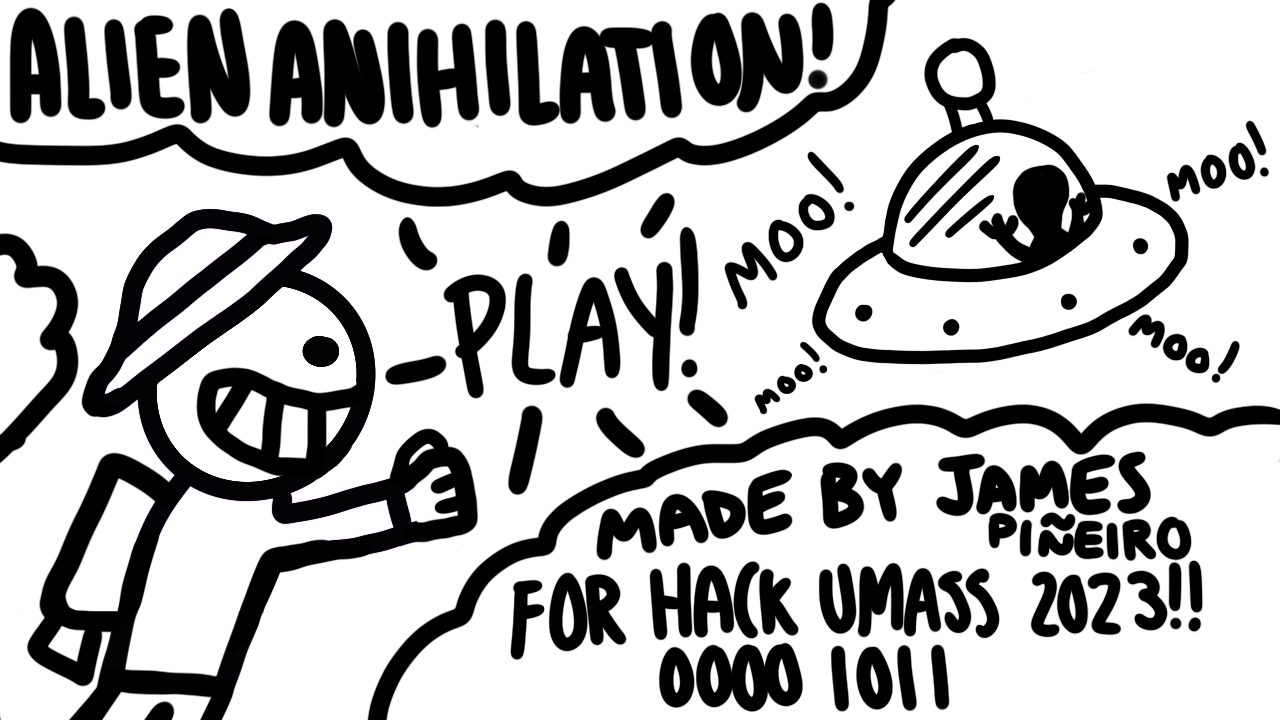 ALIEN ANIHILATION!
PLAY!
MOO!
MOO!
MOO!
MOO!
MADE BY JAMES
PIÑEIRO
FOR HACK UMASS 2023!!
0000 1011